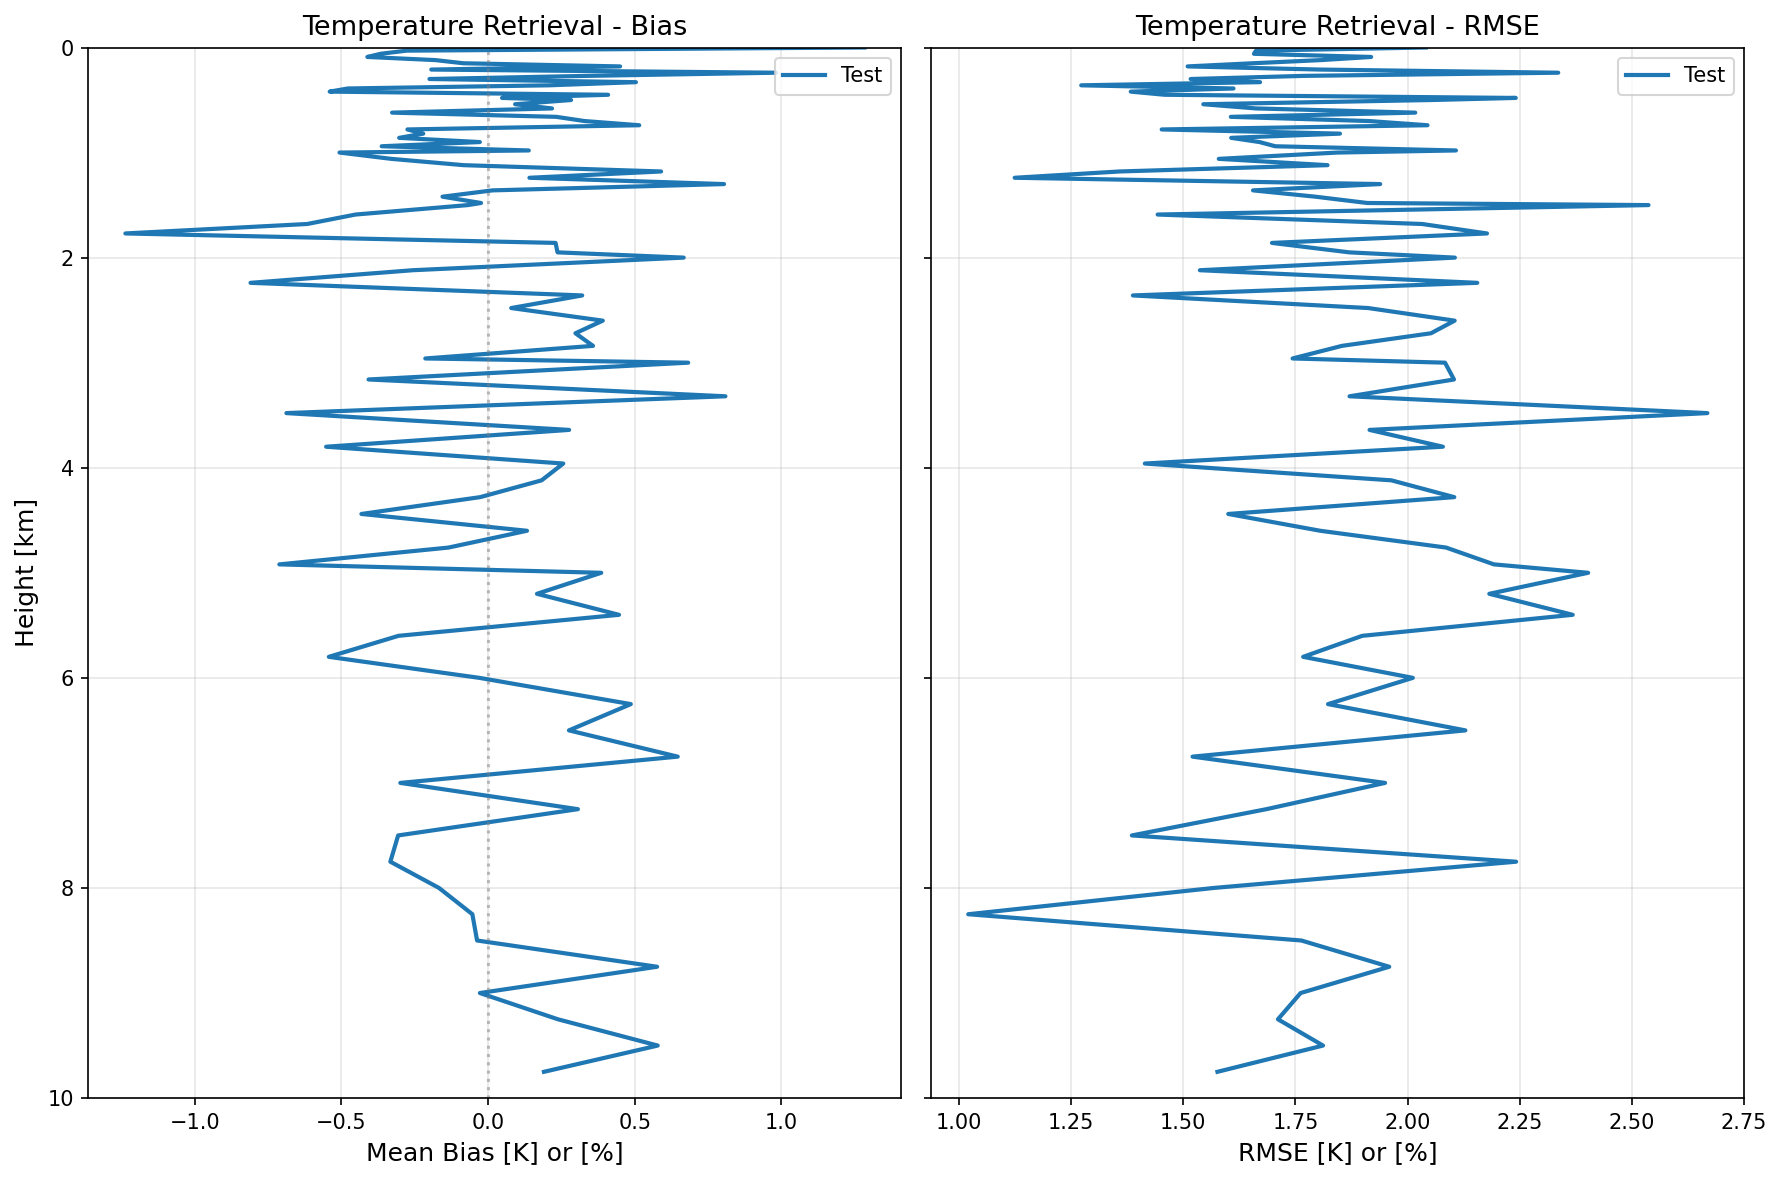 Temperature Retrieval - Bias
Temperature Retrieval - RMSE
Test
Test
0
2
4
6
8
10
Height [km]
−1.0 −0.5 0.0 0.5 1.0
1.00 1.25 1.50 1.75 2.00 2.25 2.50 2.75
Mean Bias [K] or [%]
RMSE [K] or [%]